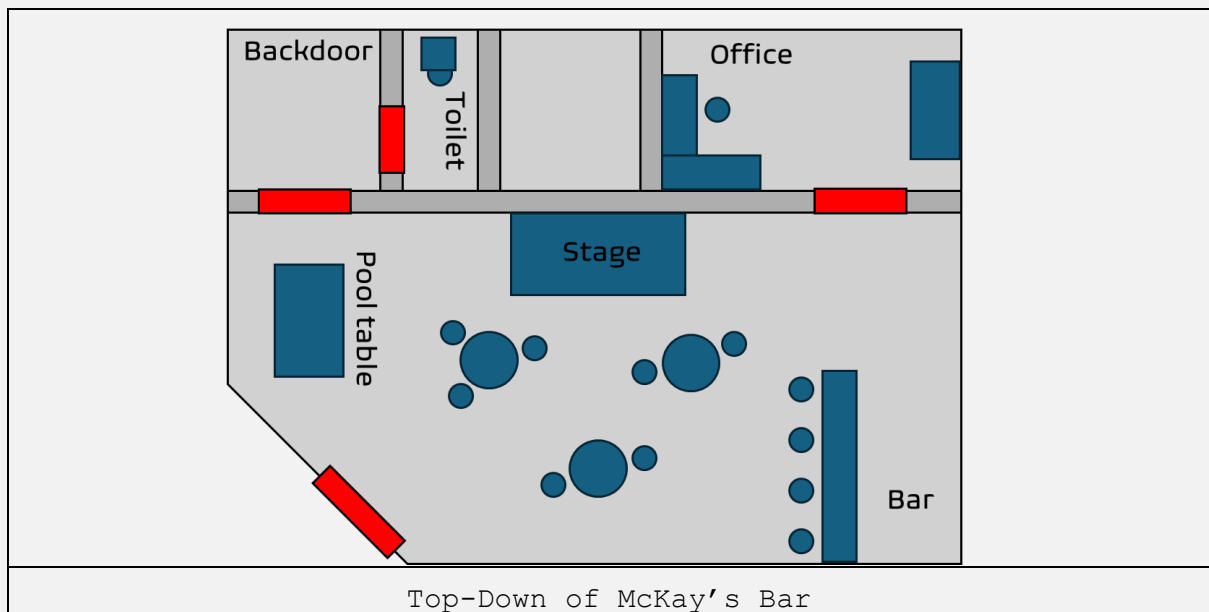 Backdoor
Toilet
Office
Stage
Pool table
Bar
Top-Down of McKay’s Bar